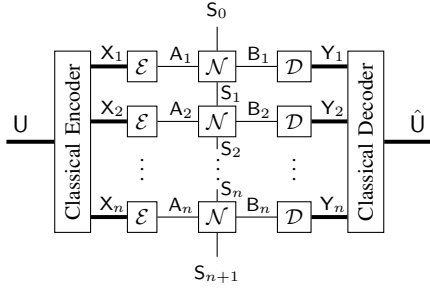 S₀
X₁ ℰ A₁ 𝒩 B₁ 𝒟 Y₁
S₁
X₂ ℰ A₂ 𝒩 B₂ 𝒟 Y₂
S₂
U Classical Encoder ⋮ ⋮ ⋮ Classical Decoder Û
Sₙ
Xₙ ℰ Aₙ 𝒩 Bₙ 𝒟 Yₙ
Sₙ₊₁